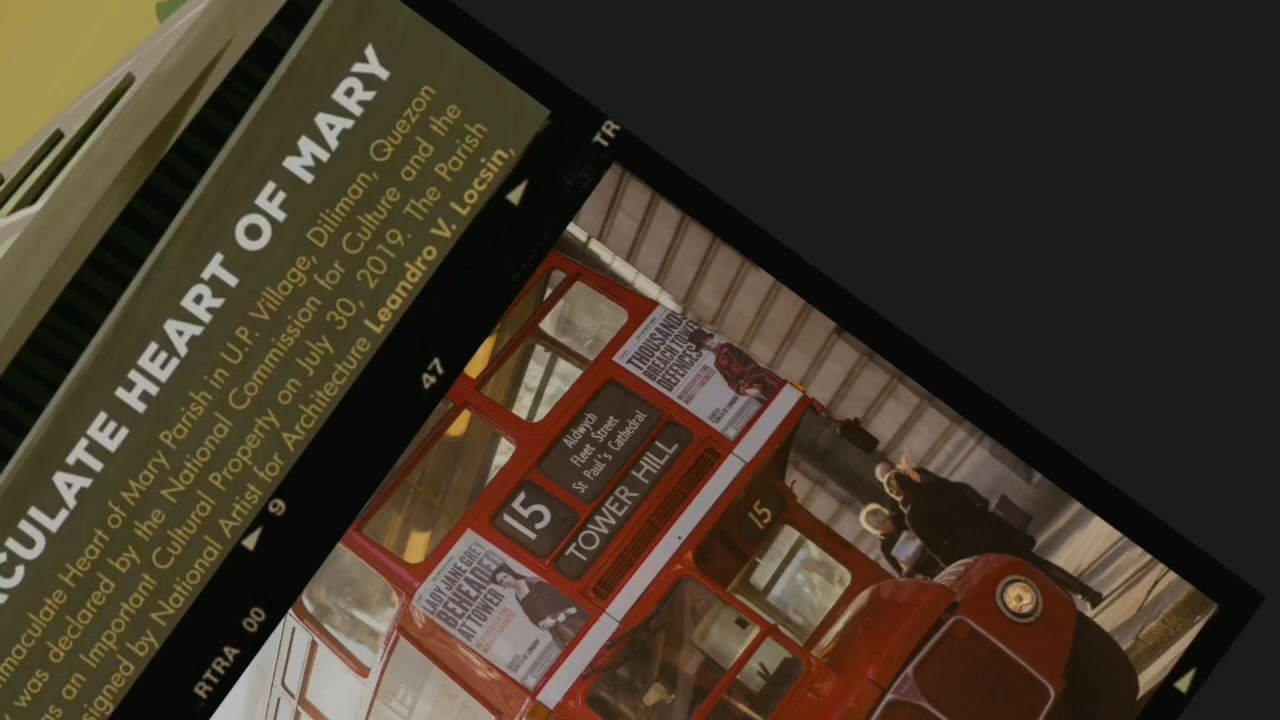 CULATE HEART OF MARY
maculate Heart of Mary Parish in U.P. Village, Diliman, Quezon
was declared by the National Commission for Culture and the
as an Important Cultural Property on July 30, 2019. The Parish
signed by National Artist for Architecture Leandro V. Locsin,
TR
47
9
00
RTRA
THOUSANDS
BREACH TOWER
DEFENCES
Aldwych
Fleet Street
St Paul's Cathedral
15
TOWER HILL
15
LADY JANE GREY
BENEADED
AT TOWER